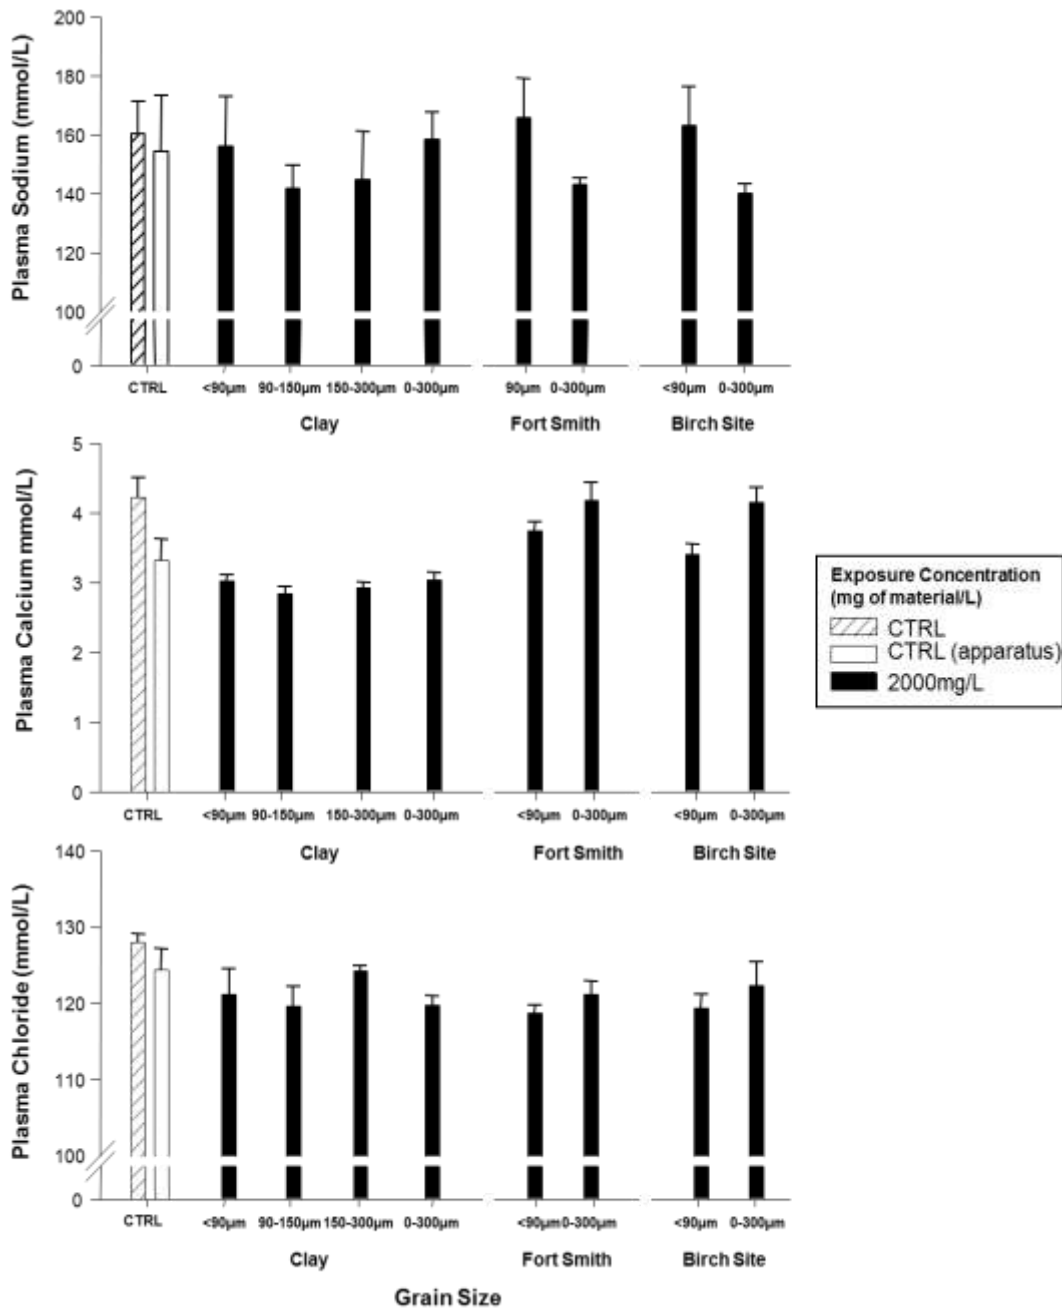 Plasma Sodium (mmol/L)
200
180
160
140
120
100
0
CTRL <90µm 90-150µm 150-300µm 0-300µm 90µm 0-300µm <90µm 0-300µm
Clay Fort Smith Birch Site
Plasma Calcium mmol/L)
5
4
3
2
1
0
CTRL <90µm 90-150µm 150-300µm 0-300µm <90µm 0-300µm <90µm 0-300µm
Clay Fort Smith Birch Site
Exposure Concentration
(mg of material/L)
CTRL
CTRL (apparatus)
2000mg/L
Plasma Chloride (mmol/L)
140
130
120
110
100
0
CTRL <90µm 90-150µm 150-300µm 0-300µm <90µm 0-300µm <90µm 0-300µm
Clay Fort Smith Birch Site
Grain Size